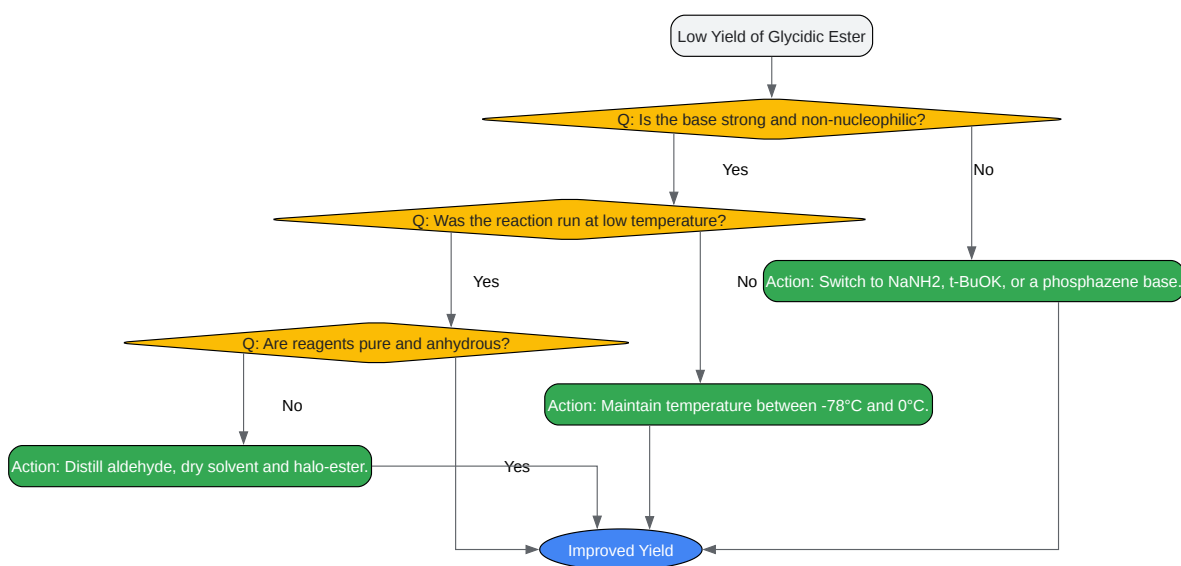 Low Yield of Glycidic Ester
Q: Is the base strong and non-nucleophilic?
Yes
No
Q: Was the reaction run at low temperature?
Yes
No
Action: Switch to NaNH2, t-BuOK, or a phosphazene base.
Q: Are reagents pure and anhydrous?
No
Action: Maintain temperature between -78°C and 0°C.
Action: Distill aldehyde, dry solvent and halo-ester.
Yes
Improved Yield